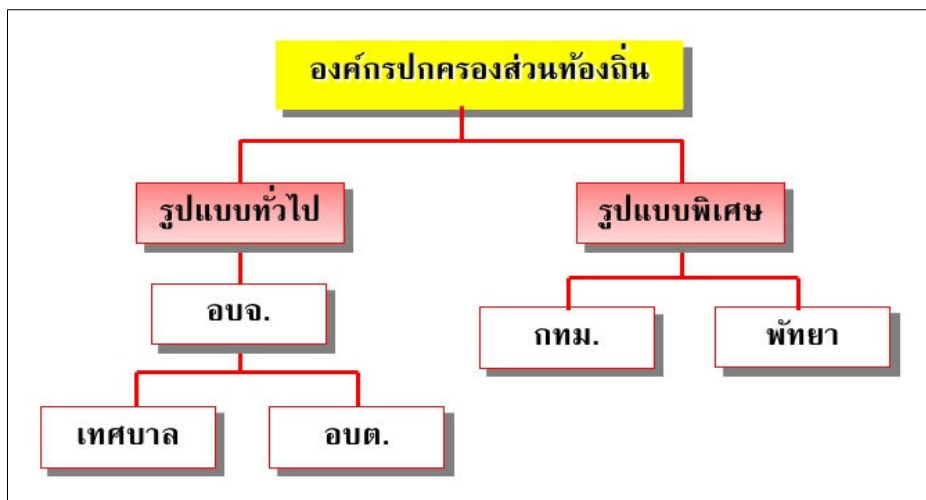 องค์กรปกครองส่วนท้องถิ่น
รูปแบบทั่วไป
รูปแบบพิเศษ
อบจ.
กทม.
พัทยา
เทศบาล
อบต.